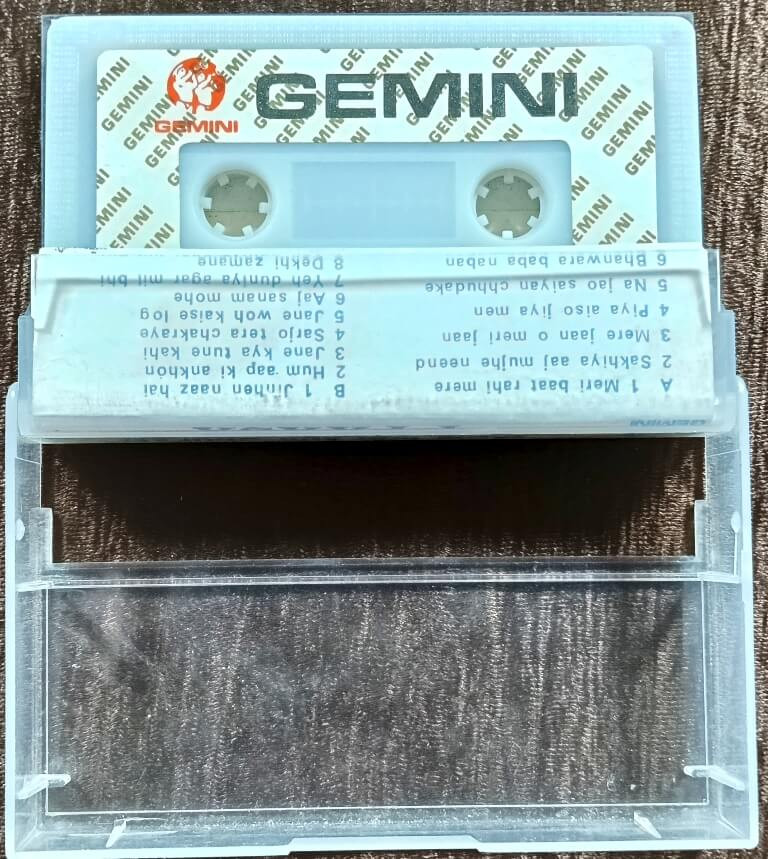 GEMINI
GEMINI
A 1 Meri baat rahi mere
2 Sakhiya aaj mujhe neend
3 Mere jaan o meri jaan
4 Piya aiso jiya men
5 Na jao saiyan chhudake
6 Bhanwara baba naban
B 1 Jinhen naaz hai
2 Hum aap ki ankhon
3 Jane kya tune kahi
4 Sarjo tera chakraye
5 Jane woh kaise log
6 Aaj sanam mohe
7 Yeh duniya agar mil bhi
8 Dekhi zamane
GEMINI